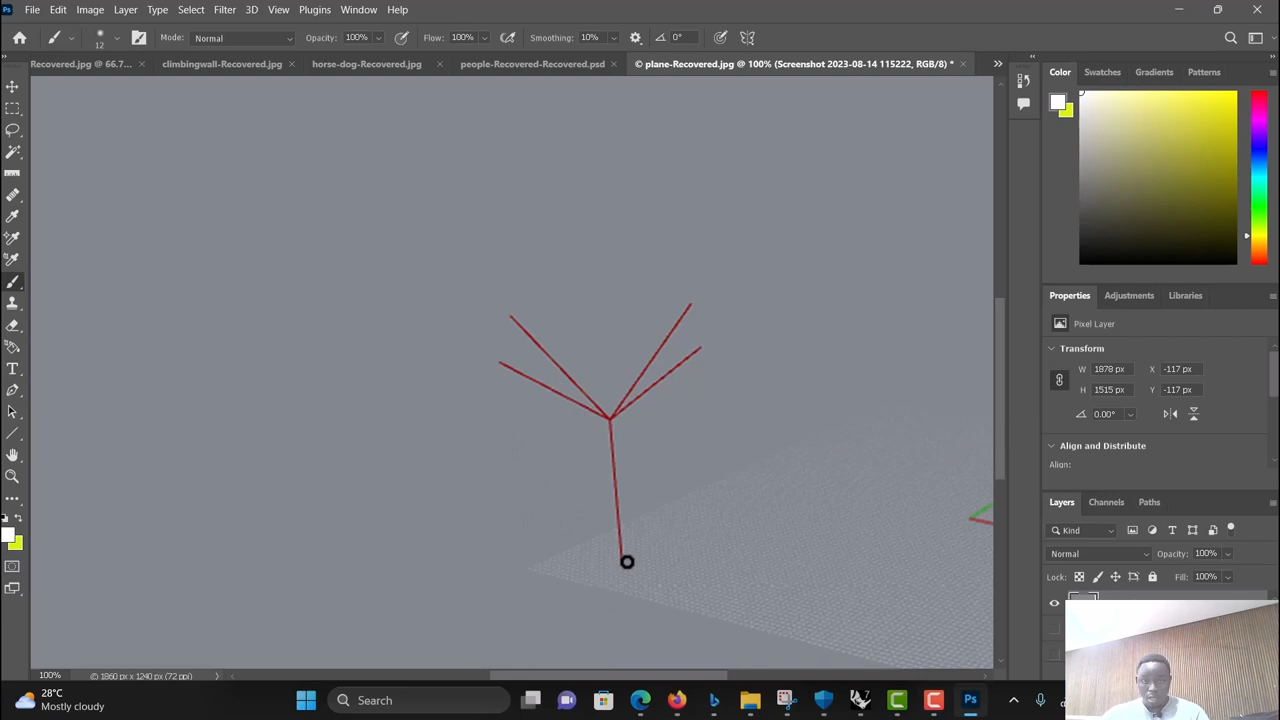 Ps File Edit Image Layer Type Select Filter 3D View Plugins Window Help
12 Mode: Normal Opacity: 100% Flow: 100% Smoothing: 10% 0°
Recovered.jpg @ 66.7... climbingwall-Recovered.jpg horse-dog-Recovered.jpg people-Recovered-Recovered.psd © plane-Recovered.jpg @ 100% (Screenshot 2023-08-14 115222, RGB/8) *
Color Swatches Gradients Patterns
Properties Adjustments Libraries
Pixel Layer
Transform
W 1878 px X -117 px
H 1515 px Y -117 px
0.00°
Align and Distribute
Align:
Layers Channels Paths
Kind
Normal Opacity: 100%
Lock: Fill: 100%
100% © 1860 px x 1240 px (72 ppi)
28°C
Mostly cloudy
Search
Ps